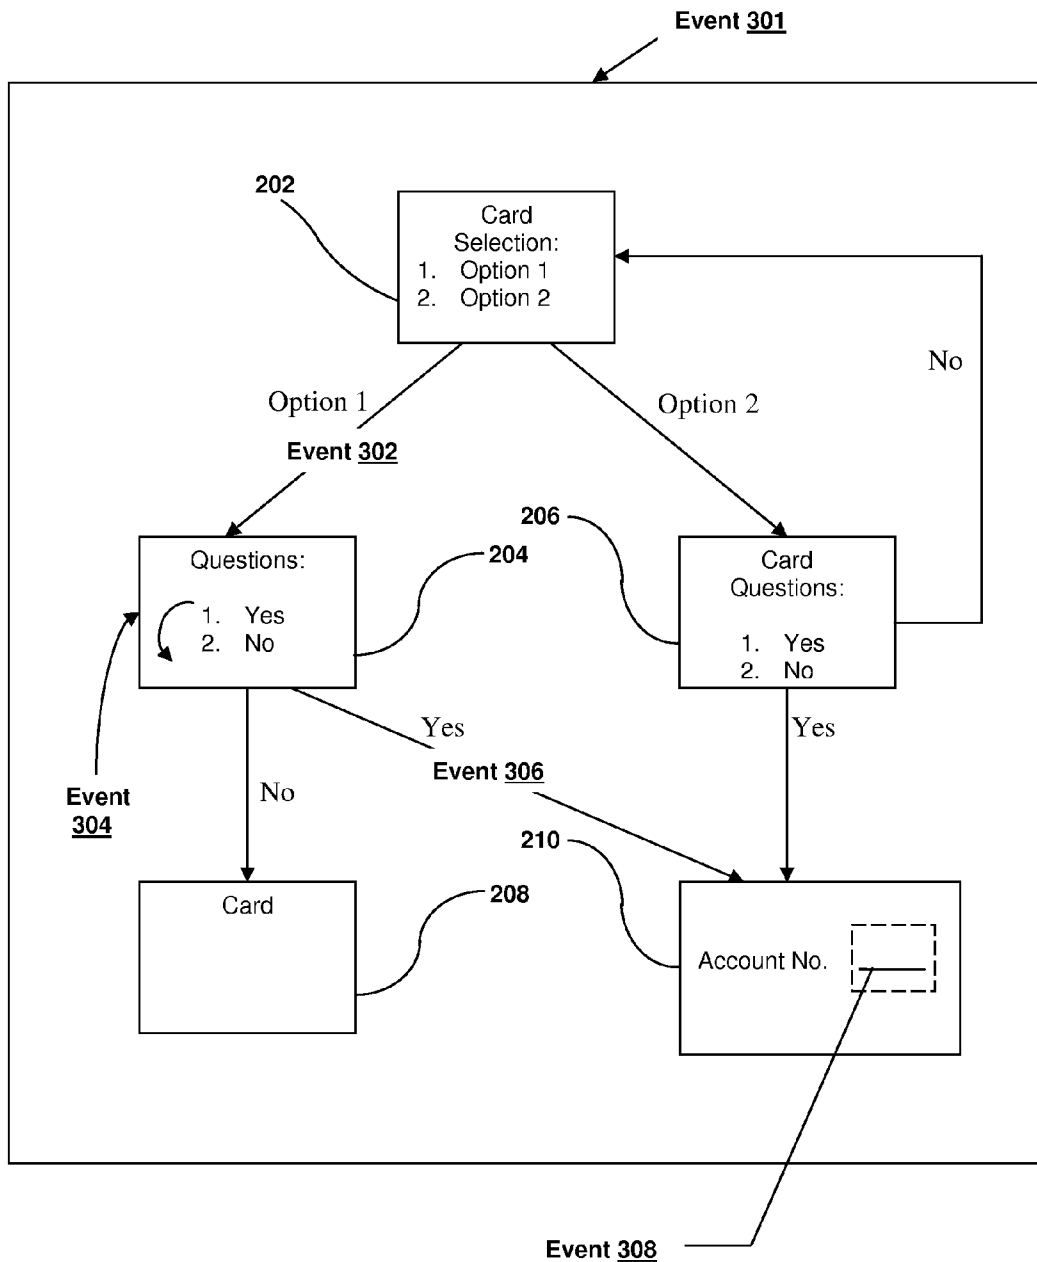 Event 301
202
Card
Selection:
1. Option 1
2. Option 2
No
Option 1
Option 2
Event 302
206
204
Questions:
1. Yes
2. No
Card
Questions:
1. Yes
2. No
Yes
Yes
Event 306
No
Event
304
210
208
Card
Account No.
Event 308